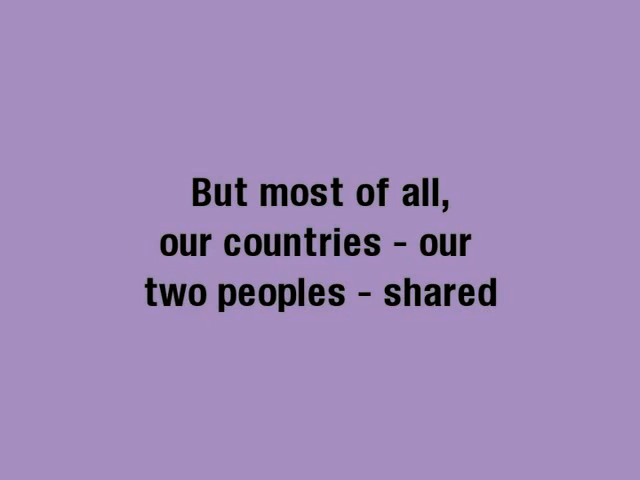 But most of all,
our countries - our
two peoples - shared